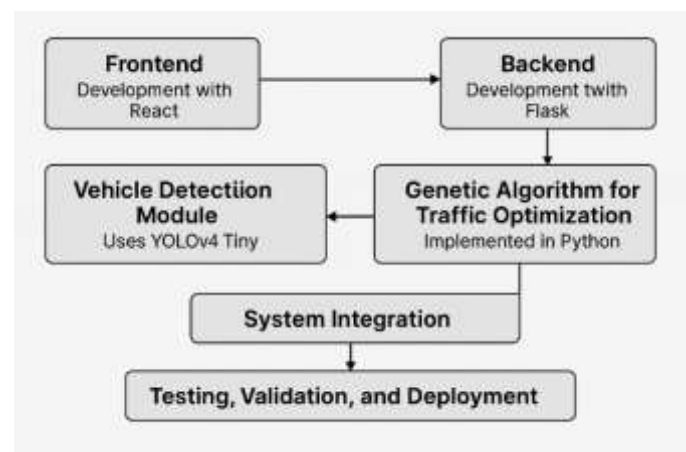 Frontend
Development with
React
Backend
Development twith
Flask
Vehicle Detectiion
Module
Uses YOLOv4 Tiny
Genetic Algorithm for
Traffic Optimization
Implemented in Python
System Integration
Testing, Validation, and Deployment